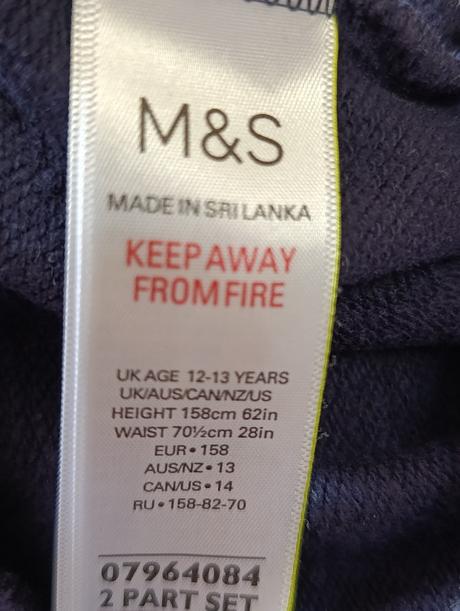 M&S
MADE IN SRI LANKA
KEEP AWAY
FROM FIRE
UK AGE 12-13 YEARS
UK/AUS/CAN/NZ/US
HEIGHT 158cm 62in
WAIST 70½cm 28in
EUR • 158
AUS/NZ • 13
CAN/US • 14
RU • 158-82-70
07964084
2 PART SET